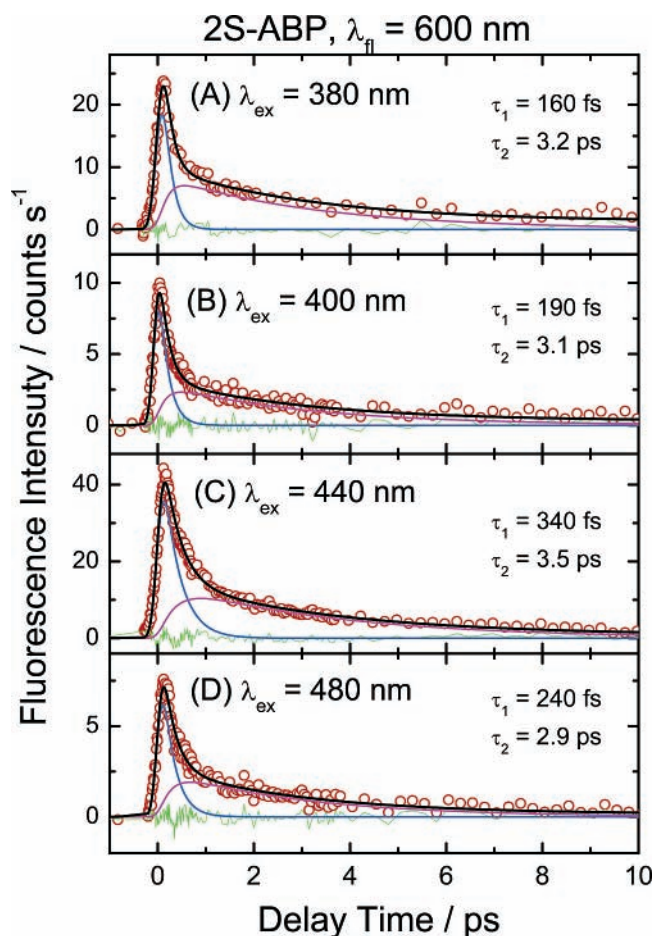 2S-ABP, λfl = 600 nm
Fluorescence Intensuty / counts s⁻¹
(A) λex = 380 nm
τ1 = 160 fs
τ2 = 3.2 ps
20
10
0
(B) λex = 400 nm
τ1 = 190 fs
τ2 = 3.1 ps
10
5
0
(C) λex = 440 nm
τ1 = 340 fs
τ2 = 3.5 ps
40
20
0
(D) λex = 480 nm
τ1 = 240 fs
τ2 = 2.9 ps
5
0
0 2 4 6 8 10
Delay Time / ps